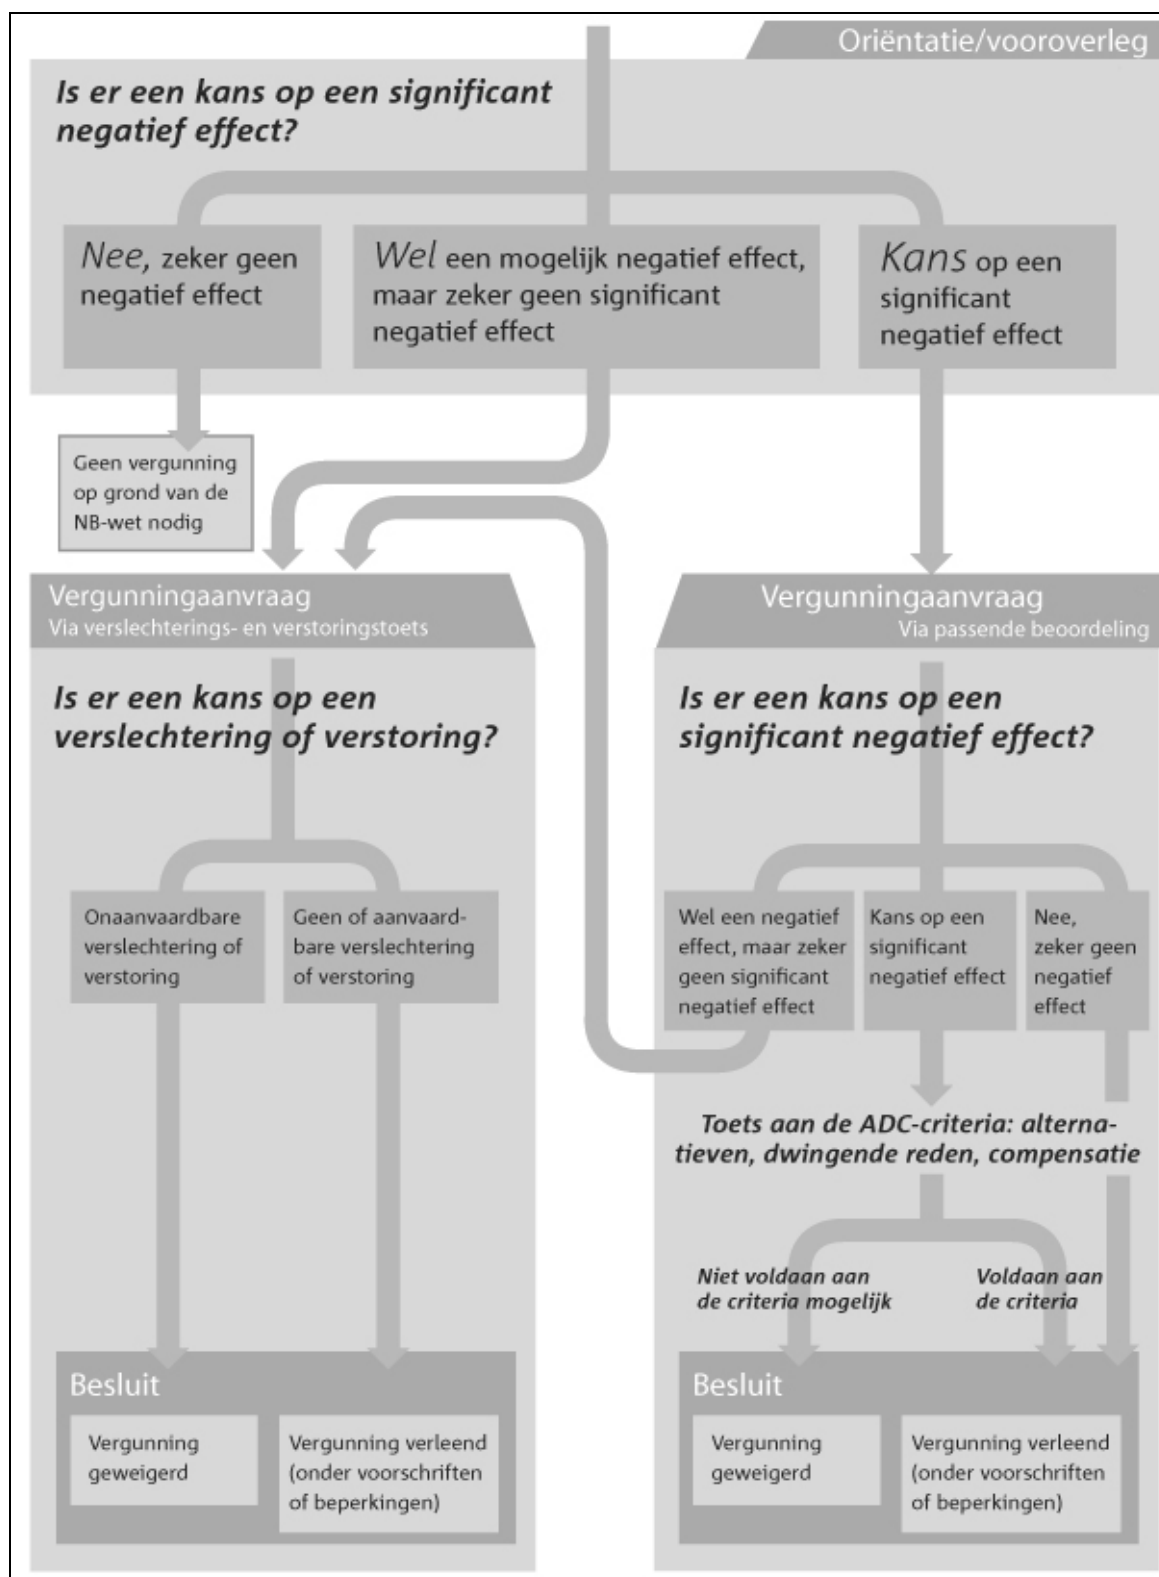 Oriëntatie/vooroverleg
Is er een kans op een significant
negatief effect?
Nee, zeker geen
negatief effect
Wel een mogelijk negatief effect,
maar zeker geen significant
negatief effect
Kans op een
significant
negatief effect
Geen vergunning
op grond van de
NB-wet nodig
Vergunningaanvraag
Via verslechterings- en verstoringstoets
Is er een kans op een
verslechtering of verstoring?
Onaanvaardbare
verslechtering of
verstoring
Geen of aanvaard-
bare verslechtering
of verstoring
Besluit
Vergunning
geweigerd
Vergunning verleend
(onder voorschriften
of beperkingen)
Vergunningaanvraag
Via passende beoordeling
Is er een kans op een
significant negatief effect?
Wel een negatief
effect, maar zeker
geen significant
negatief effect
Kans op een
significant
negatief effect
Nee,
zeker geen
negatief
effect
Toets aan de ADC-criteria: alterna-
tieven, dwingende reden, compensatie
Niet voldaan aan
de criteria mogelijk
Voldaan aan
de criteria
Besluit
Vergunning
geweigerd
Vergunning verleend
(onder voorschriften
of beperkingen)